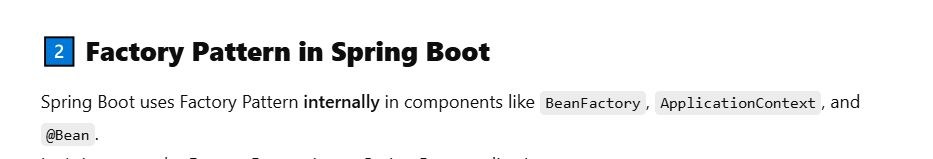 2 Factory Pattern in Spring Boot
Spring Boot uses Factory Pattern internally in components like BeanFactory, ApplicationContext, and
@Bean.